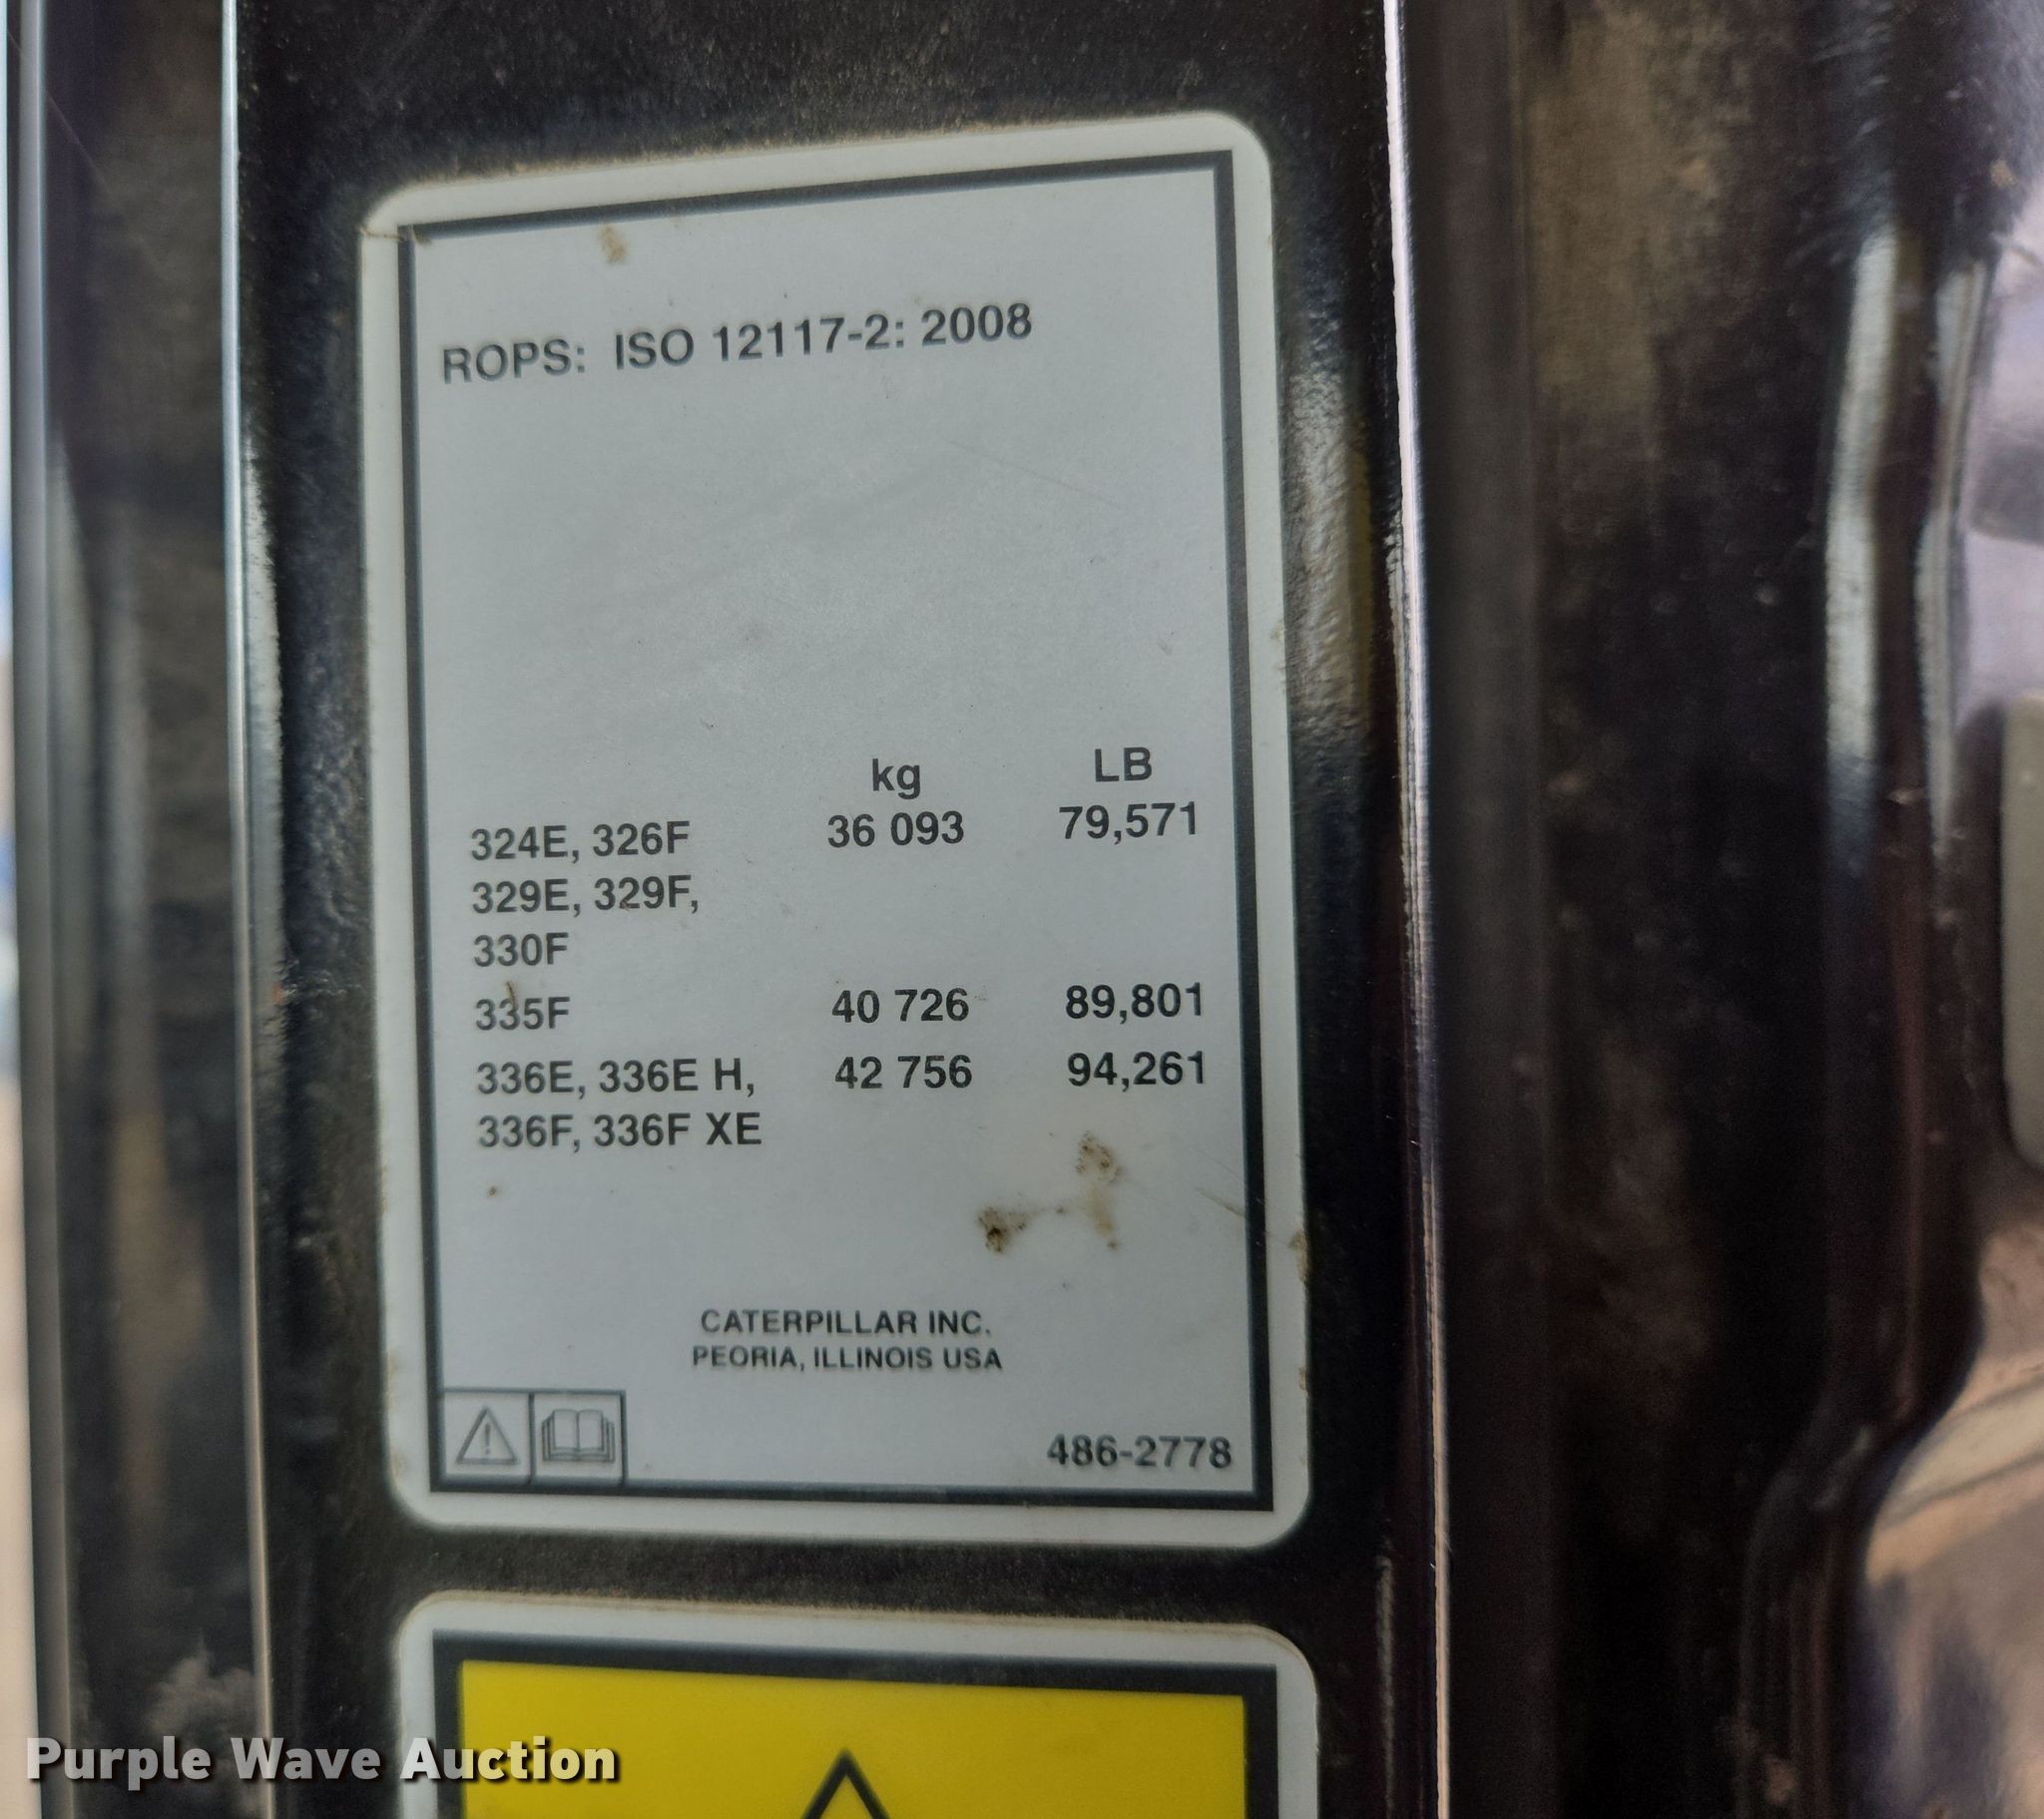 ROPS: ISO 12117-2: 2008
kg LB
324E, 326F 36 093 79,571
329E, 329F,
330F
335F 40 726 89,801
336E, 336E H, 42 756 94,261
336F, 336F XE
CATERPILLAR INC.
PEORIA, ILLINOIS USA
486-2778
Purple Wave Auction